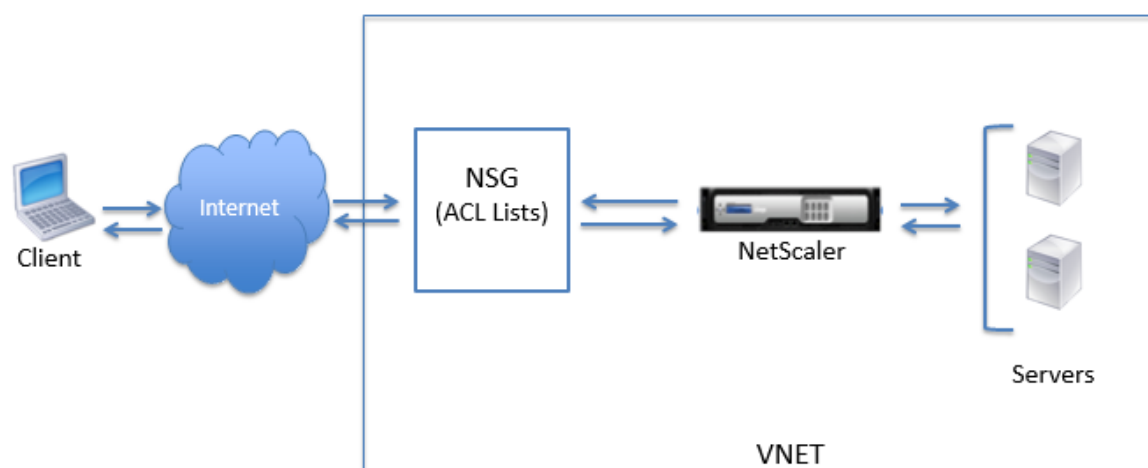 Client
Internet
NSG
(ACL Lists)
NetScaler
Servers
VNET